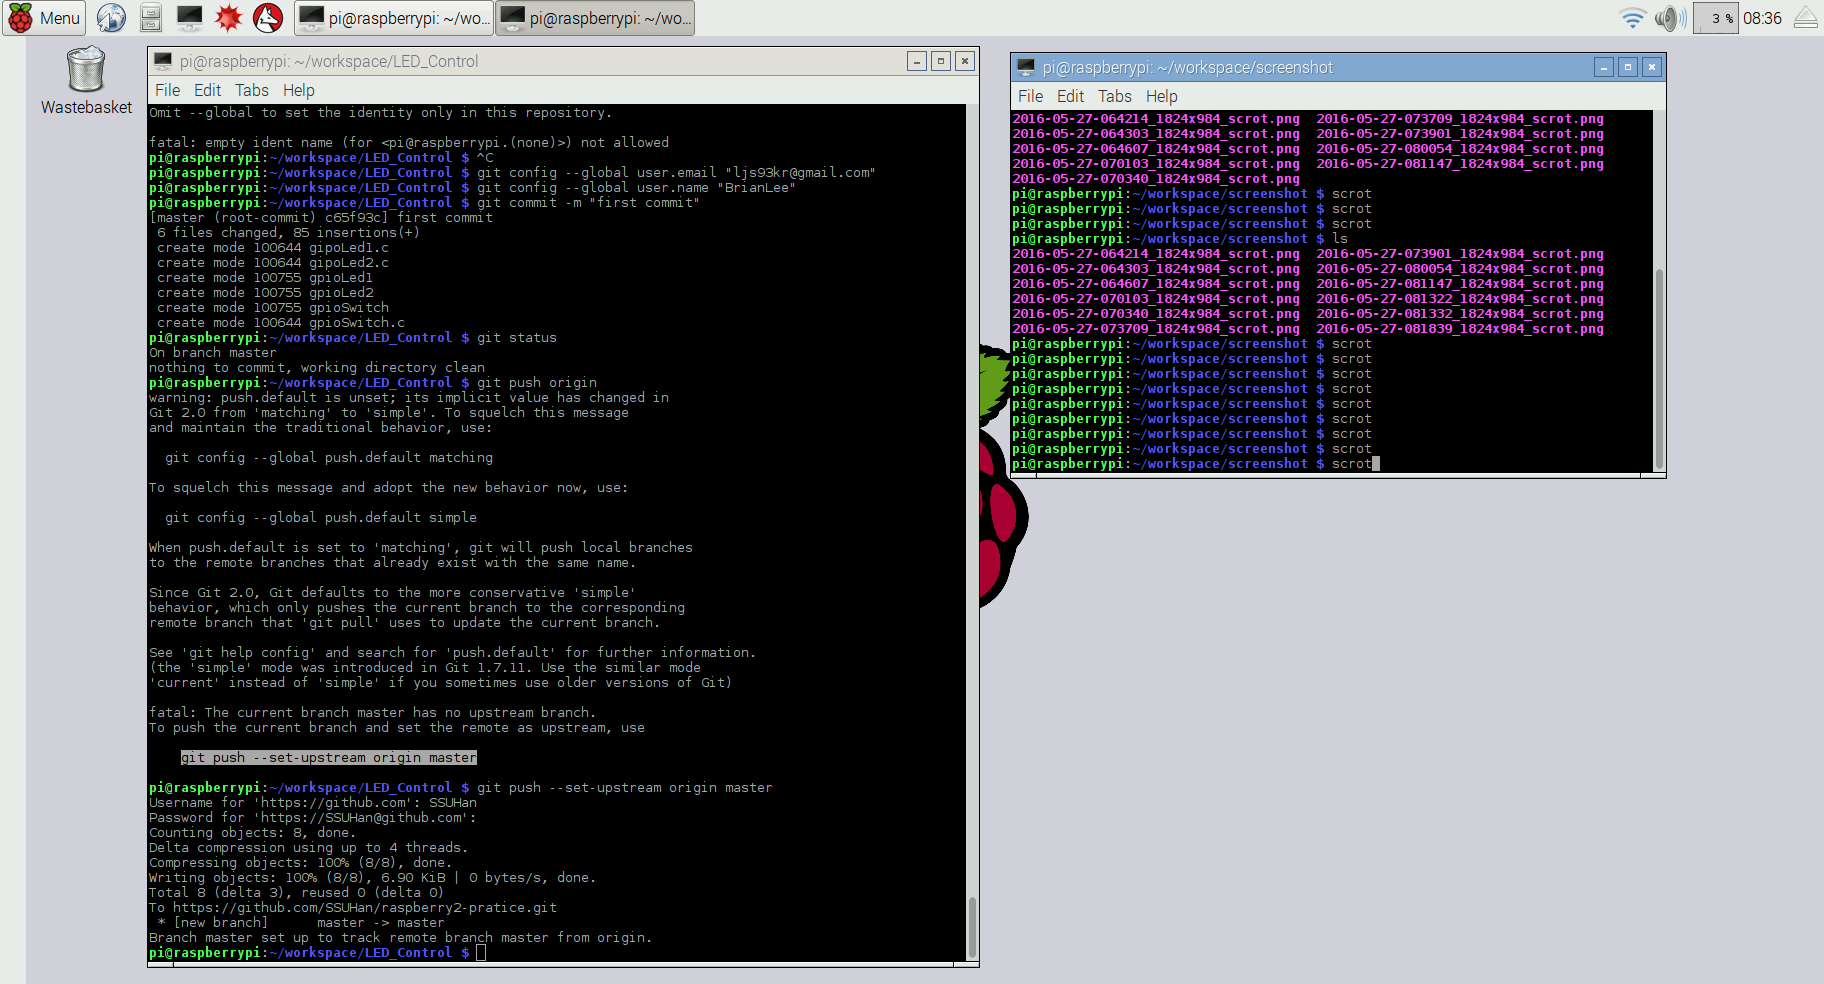 Menu
pi@raspberrypi: ~/wo...
pi@raspberrypi: ~/wo...
3 %
08:36
Wastebasket
pi@raspberrypi: ~/workspace/LED_Control
File Edit Tabs Help
Omit --global to set the identity only in this repository.
fatal: empty ident name (for <pi@raspberrypi.(none)>) not allowed
pi@raspberrypi:~/workspace/LED_Control $ ^C
pi@raspberrypi:~/workspace/LED_Control $ git config --global user.email "ljs93kr@gmail.com"
pi@raspberrypi:~/workspace/LED_Control $ git config --global user.name "BrianLee"
pi@raspberrypi:~/workspace/LED_Control $ git commit -m "first commit"
[master (root-commit) c65f93c] first commit
 6 files changed, 85 insertions(+)
 create mode 100644 gipoLed1.c
 create mode 100644 gipoLed2.c
 create mode 100755 gpioLed1
 create mode 100755 gpioLed2
 create mode 100755 gpioSwitch
 create mode 100644 gpioSwitch.c
pi@raspberrypi:~/workspace/LED_Control $ git status
On branch master
nothing to commit, working directory clean
pi@raspberrypi:~/workspace/LED_Control $ git push origin
warning: push.default is unset; its implicit value has changed in
Git 2.0 from 'matching' to 'simple'. To squelch this message
and maintain the traditional behavior, use:
  git config --global push.default matching
To squelch this message and adopt the new behavior now, use:
  git config --global push.default simple
When push.default is set to 'matching', git will push local branches
to the remote branches that already exist with the same name.
Since Git 2.0, Git defaults to the more conservative 'simple'
behavior, which only pushes the current branch to the corresponding
remote branch that 'git pull' uses to update the current branch.
See 'git help config' and search for 'push.default' for further information.
(the 'simple' mode was introduced in Git 1.7.11. Use the similar mode
'current' instead of 'simple' if you sometimes use older versions of Git)
fatal: The current branch master has no upstream branch.
To push the current branch and set the remote as upstream, use
    git push --set-upstream origin master
pi@raspberrypi:~/workspace/LED_Control $ git push --set-upstream origin master
Username for 'https://github.com': SSUHan
Password for 'https://SSUHan@github.com':
Counting objects: 8, done.
Delta compression using up to 4 threads.
Compressing objects: 100% (8/8), done.
Writing objects: 100% (8/8), 6.90 KiB | 0 bytes/s, done.
Total 8 (delta 3), reused 0 (delta 0)
To https://github.com/SSUHan/raspberry2-pratice.git
 * [new branch]      master -> master
Branch master set up to track remote branch master from origin.
pi@raspberrypi:~/workspace/LED_Control $
pi@raspberrypi: ~/workspace/screenshot
File Edit Tabs Help
2016-05-27-064214_1824x984_scrot.png  2016-05-27-073709_1824x984_scrot.png
2016-05-27-064303_1824x984_scrot.png  2016-05-27-073901_1824x984_scrot.png
2016-05-27-064607_1824x984_scrot.png  2016-05-27-080054_1824x984_scrot.png
2016-05-27-070103_1824x984_scrot.png  2016-05-27-081147_1824x984_scrot.png
2016-05-27-070340_1824x984_scrot.png
pi@raspberrypi:~/workspace/screenshot $ scrot
pi@raspberrypi:~/workspace/screenshot $ scrot
pi@raspberrypi:~/workspace/screenshot $ scrot
pi@raspberrypi:~/workspace/screenshot $ ls
2016-05-27-064214_1824x984_scrot.png  2016-05-27-073901_1824x984_scrot.png
2016-05-27-064303_1824x984_scrot.png  2016-05-27-080054_1824x984_scrot.png
2016-05-27-064607_1824x984_scrot.png  2016-05-27-081147_1824x984_scrot.png
2016-05-27-070103_1824x984_scrot.png  2016-05-27-081322_1824x984_scrot.png
2016-05-27-070340_1824x984_scrot.png  2016-05-27-081332_1824x984_scrot.png
2016-05-27-073709_1824x984_scrot.png  2016-05-27-081839_1824x984_scrot.png
pi@raspberrypi:~/workspace/screenshot $ scrot
pi@raspberrypi:~/workspace/screenshot $ scrot
pi@raspberrypi:~/workspace/screenshot $ scrot
pi@raspberrypi:~/workspace/screenshot $ scrot
pi@raspberrypi:~/workspace/screenshot $ scrot
pi@raspberrypi:~/workspace/screenshot $ scrot
pi@raspberrypi:~/workspace/screenshot $ scrot
pi@raspberrypi:~/workspace/screenshot $ scrot
pi@raspberrypi:~/workspace/screenshot $ scrot